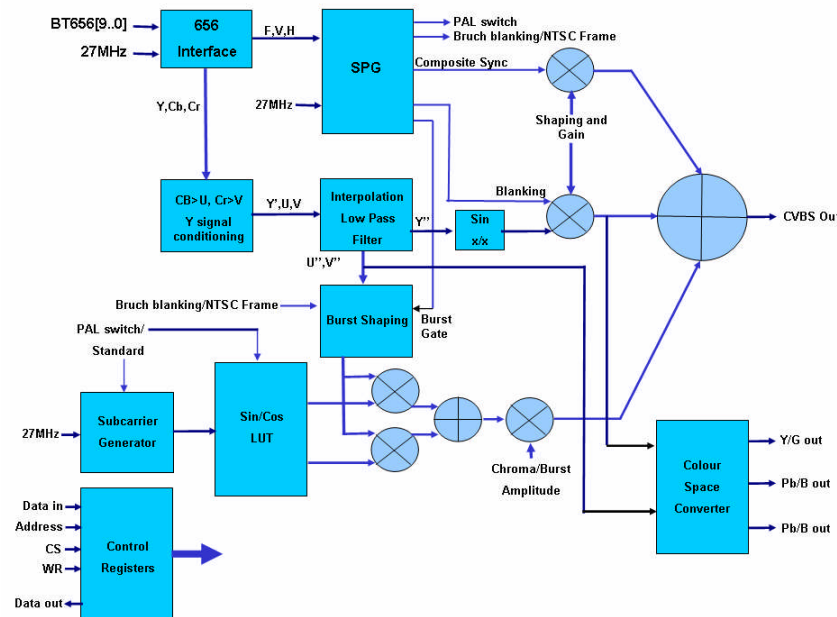 BT656[9..0]
27MHz
656
Interface
F,V,H
SPG
27MHz
PAL switch
Bruch blanking/NTSC Frame
Composite Sync
Shaping and
Gain
Blanking
Y,Cb,Cr
CB>U, Cr>V
Y signal
conditioning
Y',U,V
Interpolation
Low Pass
Filter
Y''
Sin
x/x
U'',V''
CVBS Out
Bruch blanking/NTSC Frame
Burst Shaping
Burst
Gate
PAL switch/
Standard
27MHz
Subcarrier
Generator
Sin/Cos
LUT
Chroma/Burst
Amplitude
Colour
Space
Converter
Y/G out
Pb/B out
Pb/B out
Data in
Address
CS
WR
Data out
Control
Registers